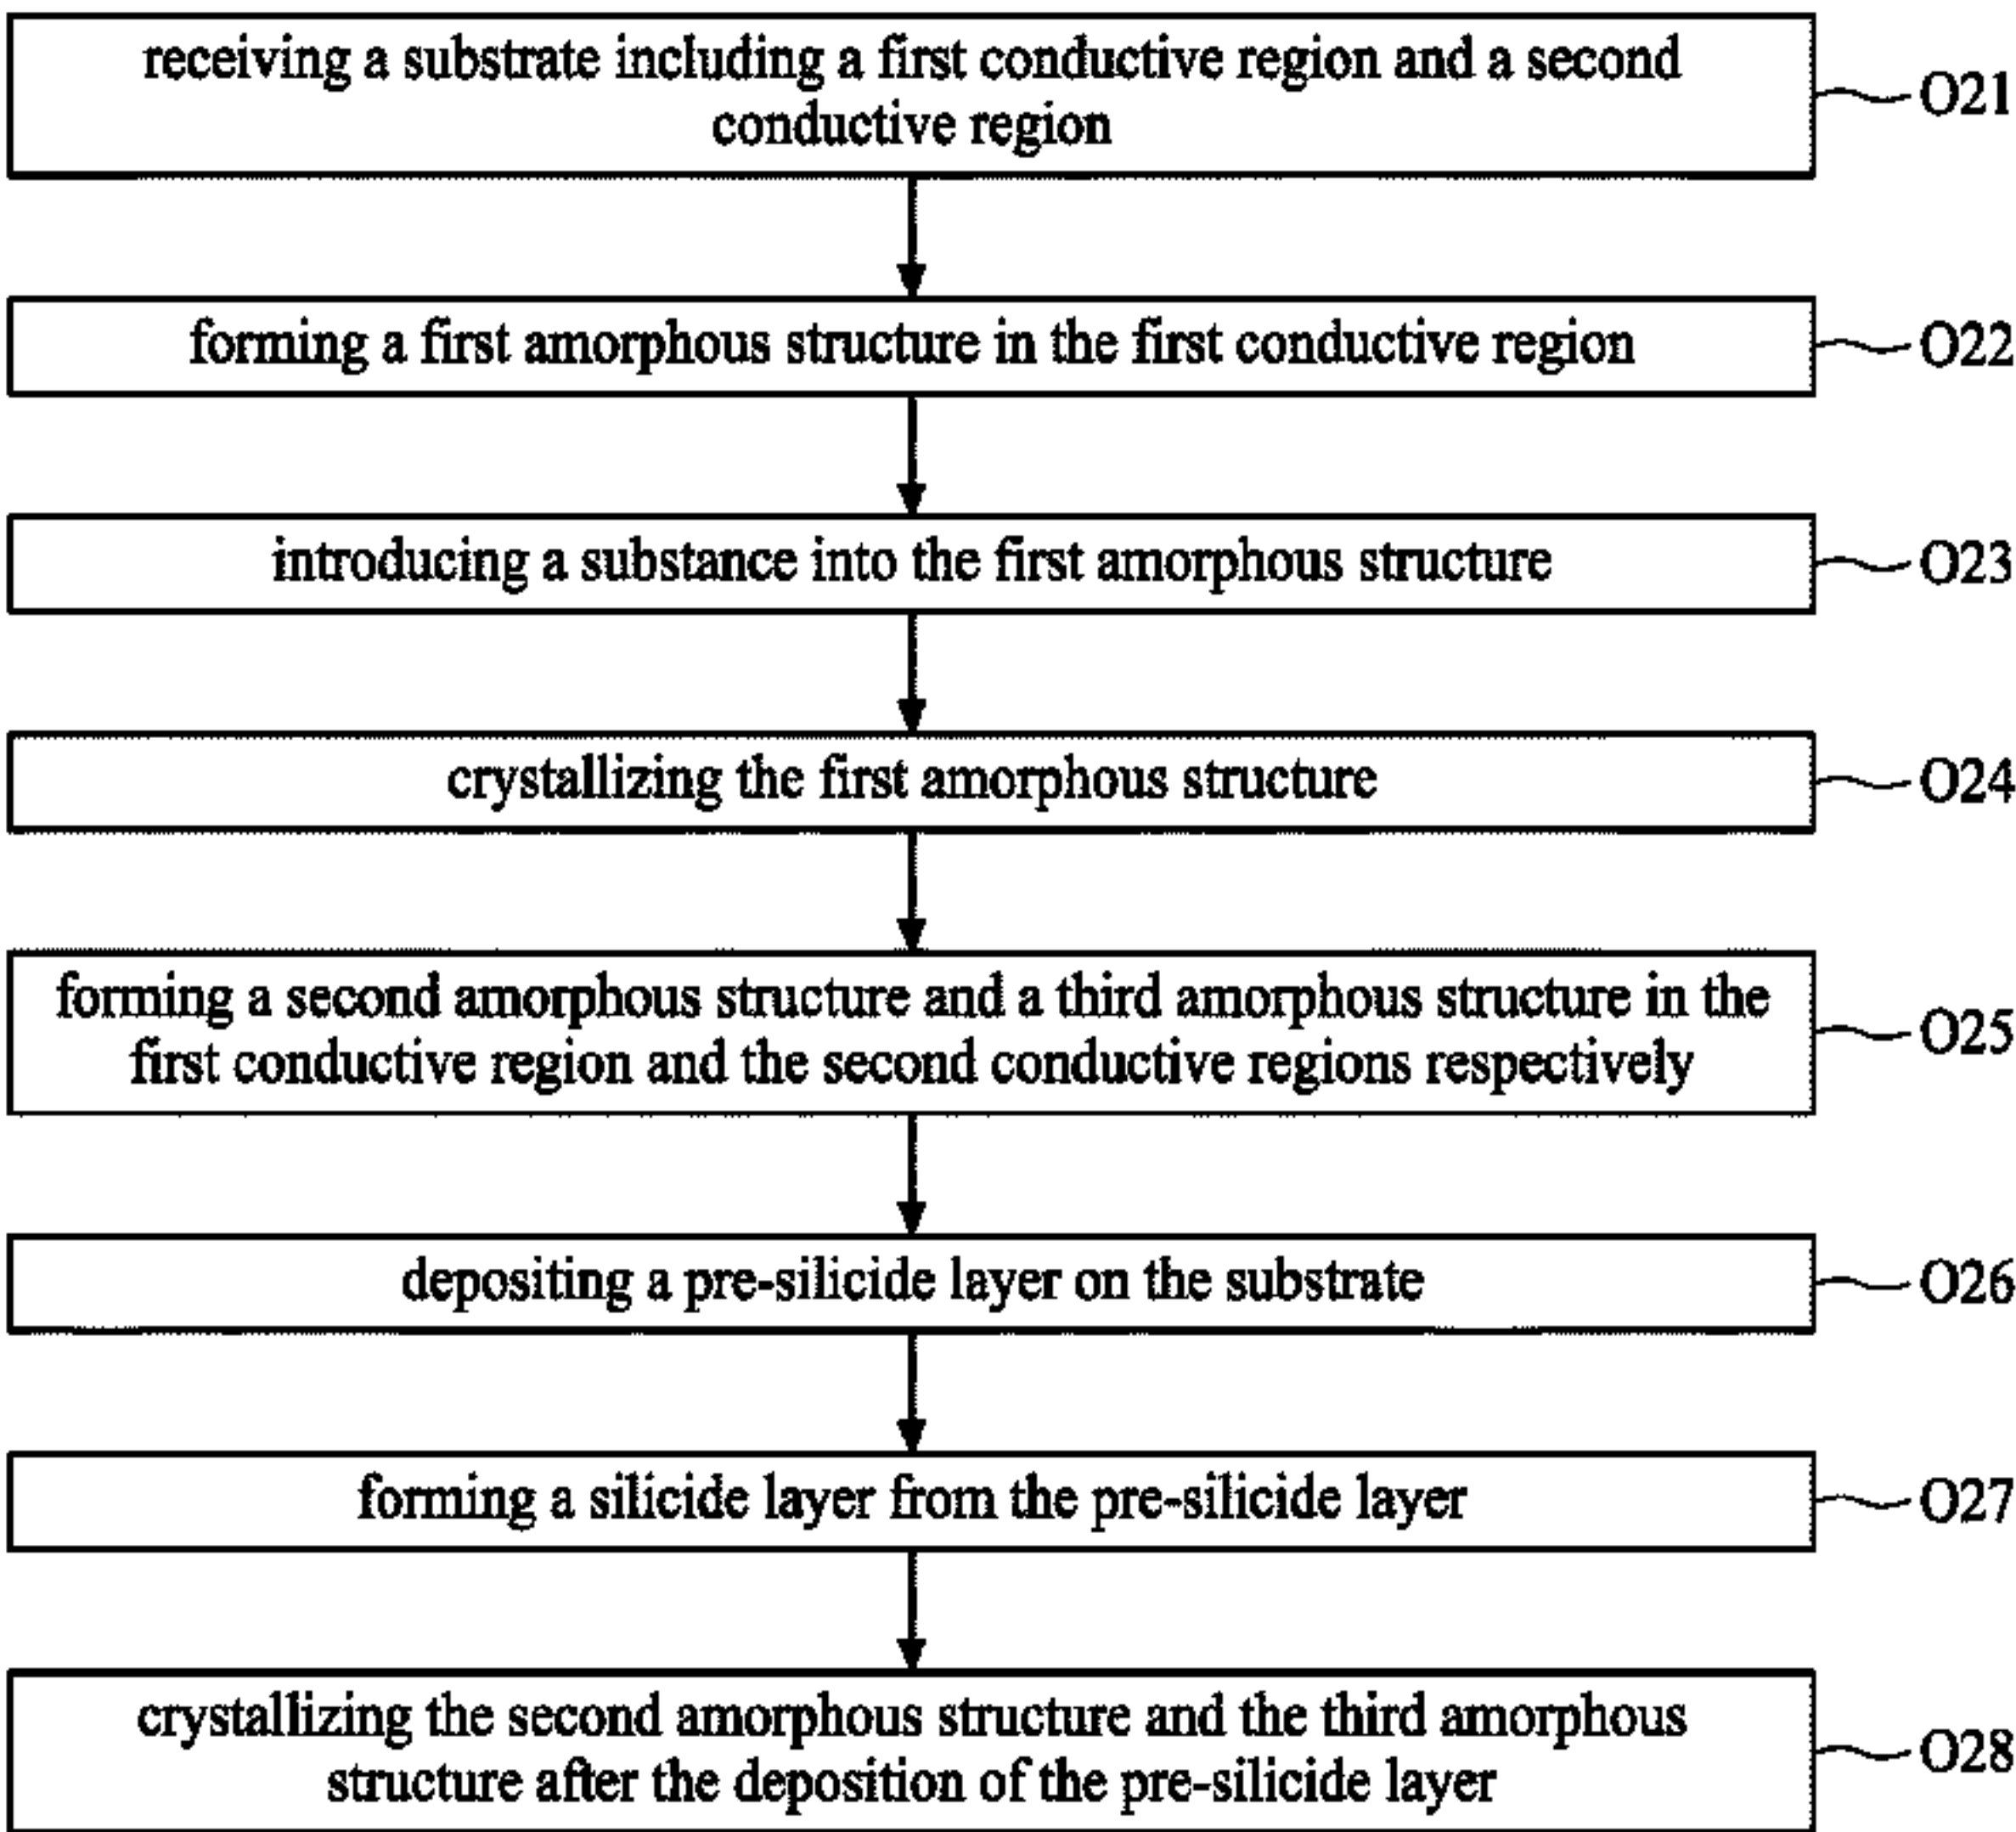 receiving a substrate including a first conductive region and a second
conductive region
O21
forming a first amorphous structure in the first conductive region
O22
introducing a substance into the first amorphous structure
O23
crystallizing the first amorphous structure
O24
forming a second amorphous structure and a third amorphous structure in the
first conductive region and the second conductive regions respectively
O25
depositing a pre-silicide layer on the substrate
O26
forming a silicide layer from the pre-silicide layer
O27
crystallizing the second amorphous structure and the third amorphous
structure after the deposition of the pre-silicide layer
O28